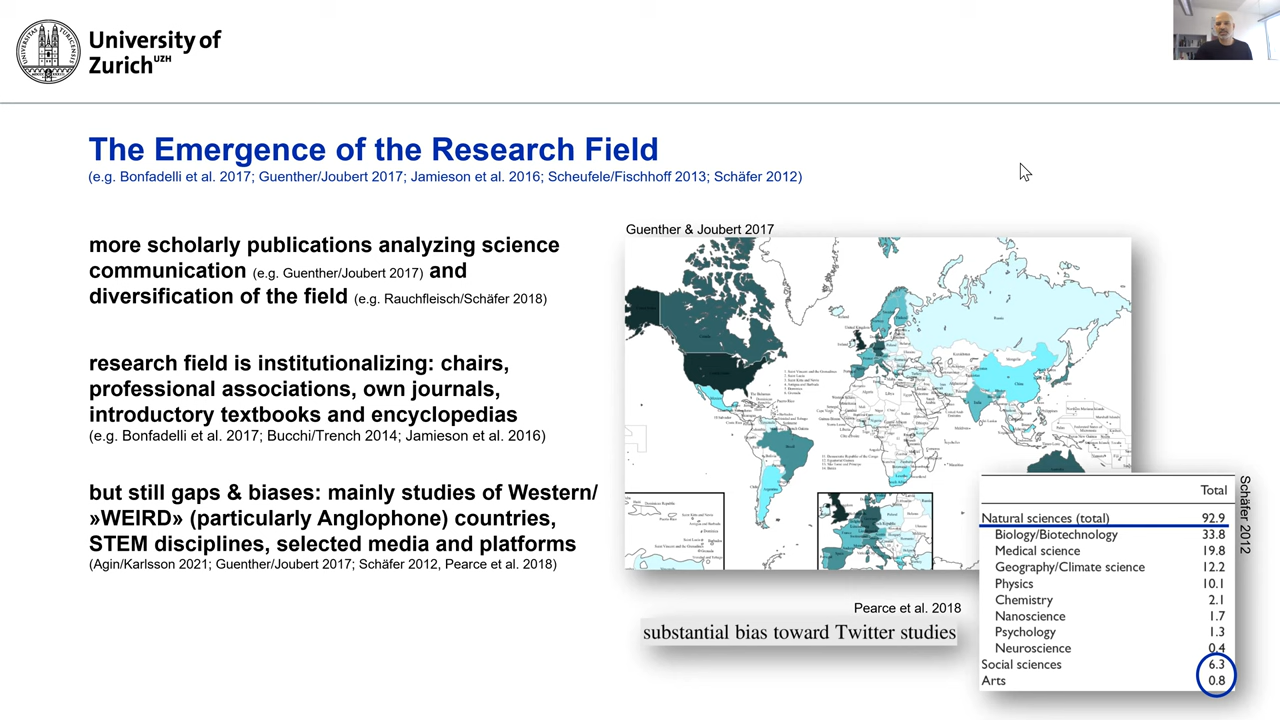 University of
Zurich UZH
The Emergence of the Research Field
(e.g. Bonfadelli et al. 2017; Guenther/Joubert 2017; Jamieson et al. 2016; Scheufele/Fischhoff 2013; Schäfer 2012)
more scholarly publications analyzing science
communication (e.g. Guenther/Joubert 2017) and
diversification of the field (e.g. Rauchfleisch/Schäfer 2018)
research field is institutionalizing: chairs,
professional associations, own journals,
introductory textbooks and encyclopedias
(e.g. Bonfadelli et al. 2017; Bucchi/Trench 2014; Jamieson et al. 2016)
but still gaps & biases: mainly studies of Western/
»WEIRD» (particularly Anglophone) countries,
STEM disciplines, selected media and platforms
(Agin/Karlsson 2021; Guenther/Joubert 2017; Schäfer 2012, Pearce et al. 2018)
Guenther & Joubert 2017
Pearce et al. 2018
substantial bias toward Twitter studies
Total
Natural sciences (total) 92.9
Biology/Biotechnology 33.8
Medical science 19.8
Geography/Climate science 12.2
Physics 10.1
Chemistry 2.1
Nanoscience 1.7
Psychology 1.3
Neuroscience 0.4
Social sciences 6.3
Arts 0.8
Schäfer 2012